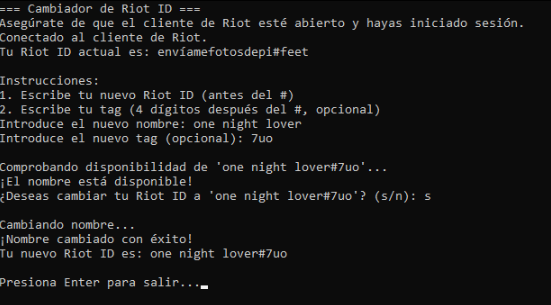 === Cambiador de Riot ID ===
Asegúrate de que el cliente de Riot esté abierto y hayas iniciado sesión.
Conectado al cliente de Riot.
Tu Riot ID actual es: envíamefotosdepi#feet
Instrucciones:
1. Escribe tu nuevo Riot ID (antes del #)
2. Escribe tu tag (4 dígitos después del #, opcional)
Introduce el nuevo nombre: one night lover
Introduce el nuevo tag (opcional): 7uo
Comprobando disponibilidad de 'one night lover#7uo'...
¡El nombre está disponible!
¿Deseas cambiar tu Riot ID a 'one night lover#7uo'? (s/n): s
Cambiando nombre...
¡Nombre cambiado con éxito!
Tu nuevo Riot ID es: one night lover#7uo
Presiona Enter para salir...